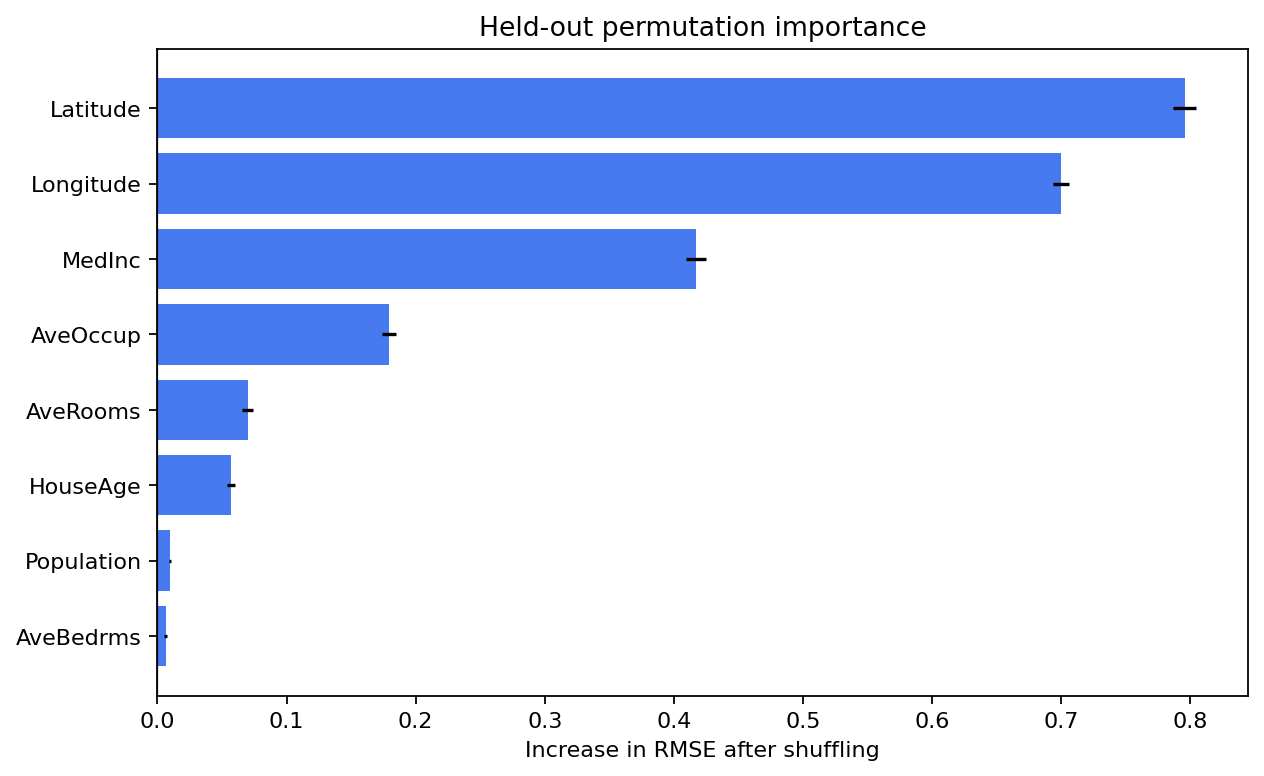 Held-out permutation importance
Latitude
Longitude
MedInc
AveOccup
AveRooms
HouseAge
Population
AveBedrms
0.0 0.1 0.2 0.3 0.4 0.5 0.6 0.7 0.8
Increase in RMSE after shuffling